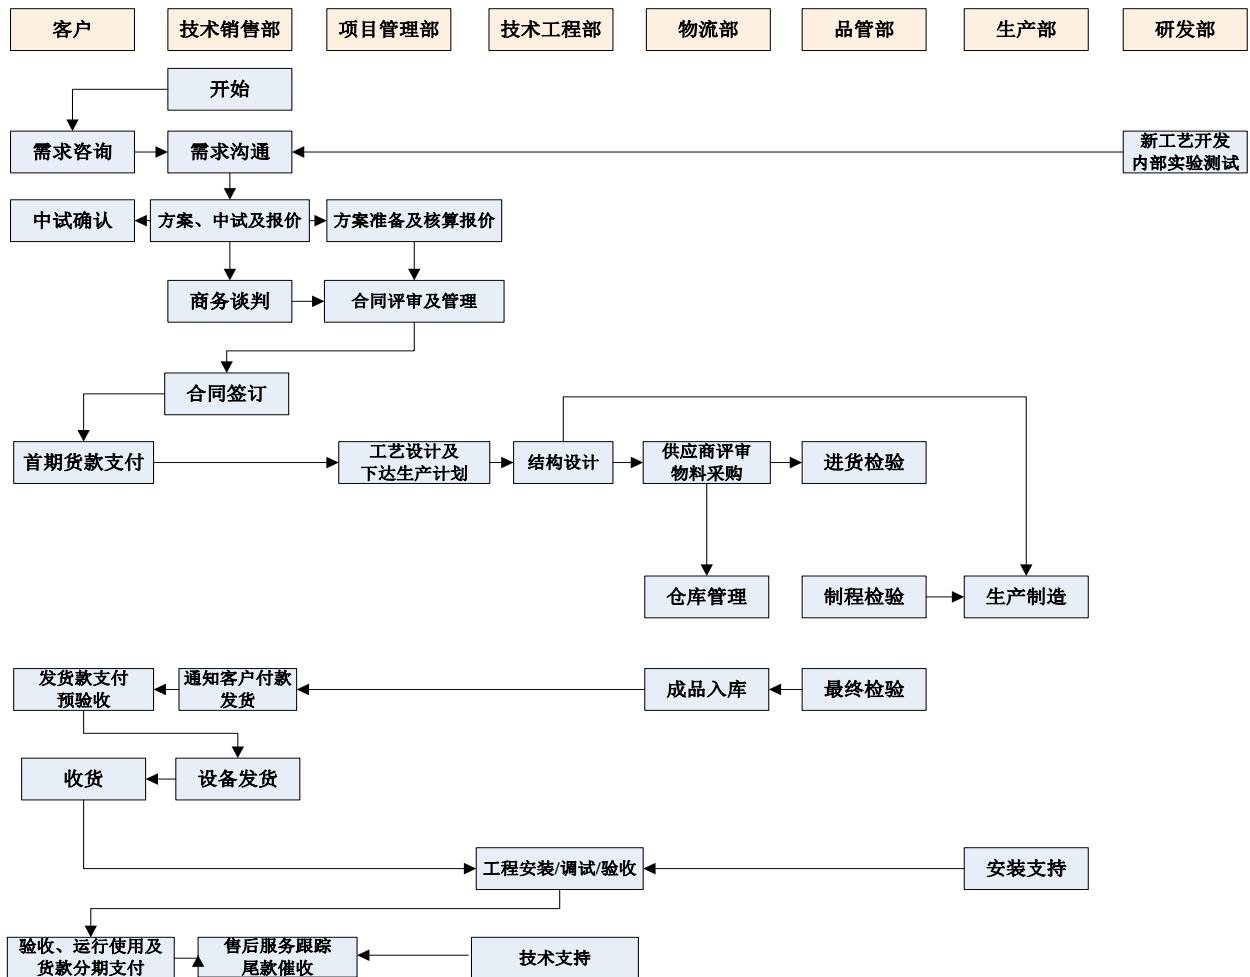 客户
技术销售部
项目管理部
技术工程部
物流部
品管部
生产部
研发部
开始
需求咨询
需求沟通
新工艺开发
内部实验测试
中试确认
方案、中试及报价
方案准备及核算报价
商务谈判
合同评审及管理
合同签订
首期货款支付
工艺设计及
下达生产计划
结构设计
供应商评审
物料采购
进货检验
仓库管理
制程检验
生产制造
发货款支付
预验收
通知客户付款
发货
成品入库
最终检验
收货
设备发货
工程安装/调试/验收
安装支持
验收、运行使用及
货款分期支付
售后服务跟踪
尾款催收
技术支持